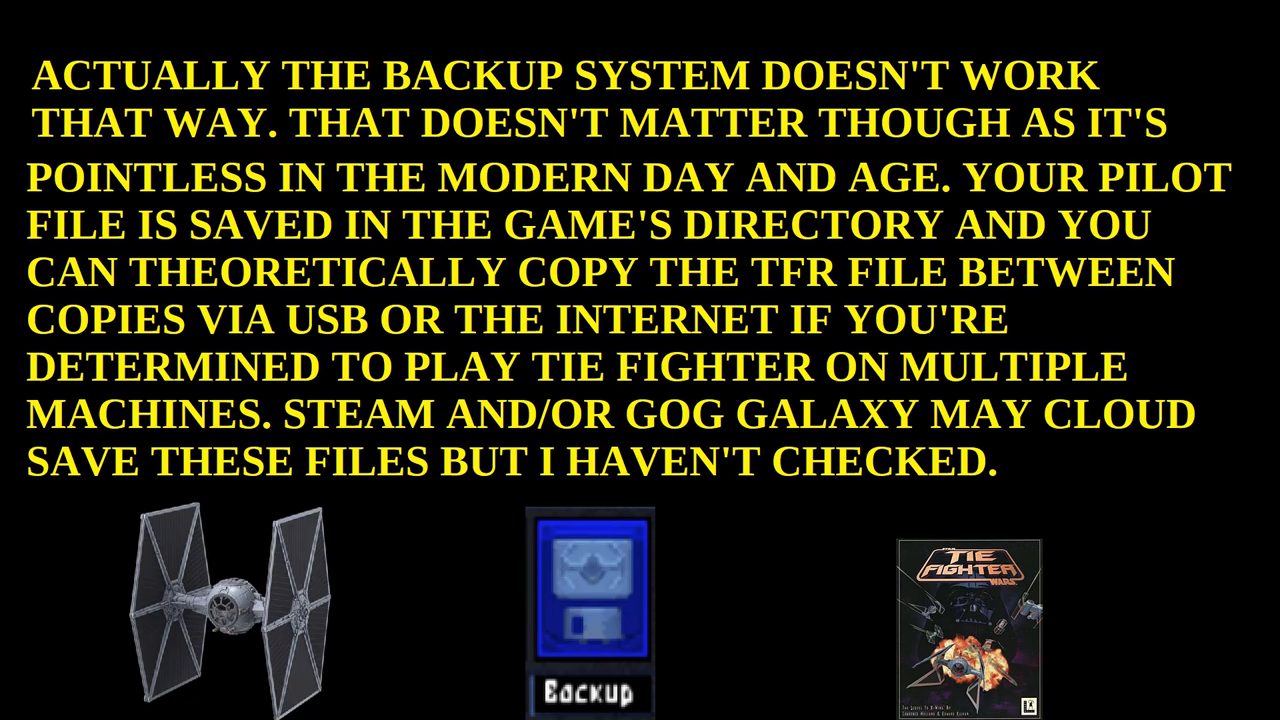 ACTUALLY THE BACKUP SYSTEM DOESN'T WORK
THAT WAY. THAT DOESN'T MATTER THOUGH AS IT'S
POINTLESS IN THE MODERN DAY AND AGE. YOUR PILOT
FILE IS SAVED IN THE GAME'S DIRECTORY AND YOU
CAN THEORETICALLY COPY THE TFR FILE BETWEEN
COPIES VIA USB OR THE INTERNET IF YOU'RE
DETERMINED TO PLAY TIE FIGHTER ON MULTIPLE
MACHINES. STEAM AND/OR GOG GALAXY MAY CLOUD
SAVE THESE FILES BUT I HAVEN'T CHECKED.
Backup
STAR
TIE
FIGHTER
WARS